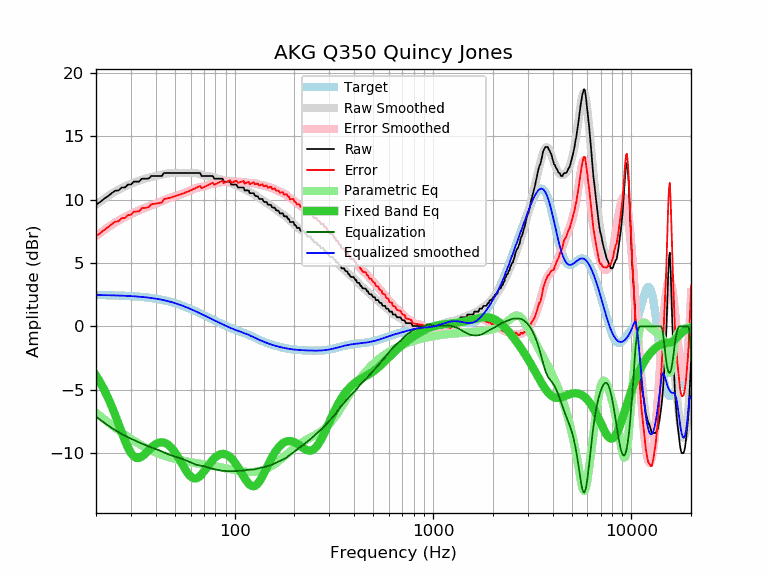 AKG Q350 Quincy Jones
Target
Raw Smoothed
Error Smoothed
Raw
Error
Parametric Eq
Fixed Band Eq
Equalization
Equalized smoothed
20
15
10
5
0
−5
−10
Amplitude (dBr)
100
1000
10000
Frequency (Hz)